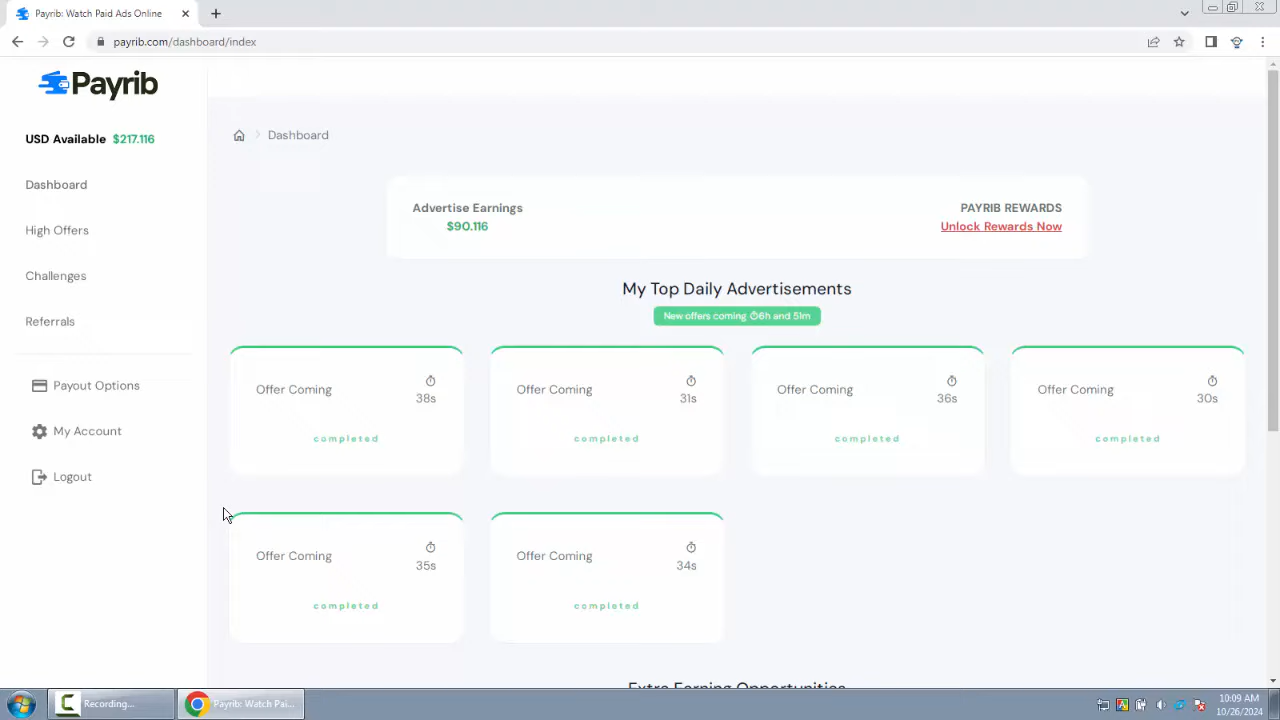 Payrib: Watch Paid Ads Online
payrib.com/dashboard/index
Payrib
USD Available $217.116
Dashboard
High Offers
Challenges
Referrals
Payout Options
My Account
Logout
Dashboard
Advertise Earnings
$90.116
PAYRIB REWARDS
Unlock Rewards Now
My Top Daily Advertisements
New offers coming ⏱6h and 51m
Offer Coming
38s
completed
Offer Coming
31s
completed
Offer Coming
36s
completed
Offer Coming
30s
completed
Offer Coming
35s
completed
Offer Coming
34s
completed
Extra Earning Opportunities
Recording...
Payrib: Watch Pai...
10:09 AM
10/26/2024